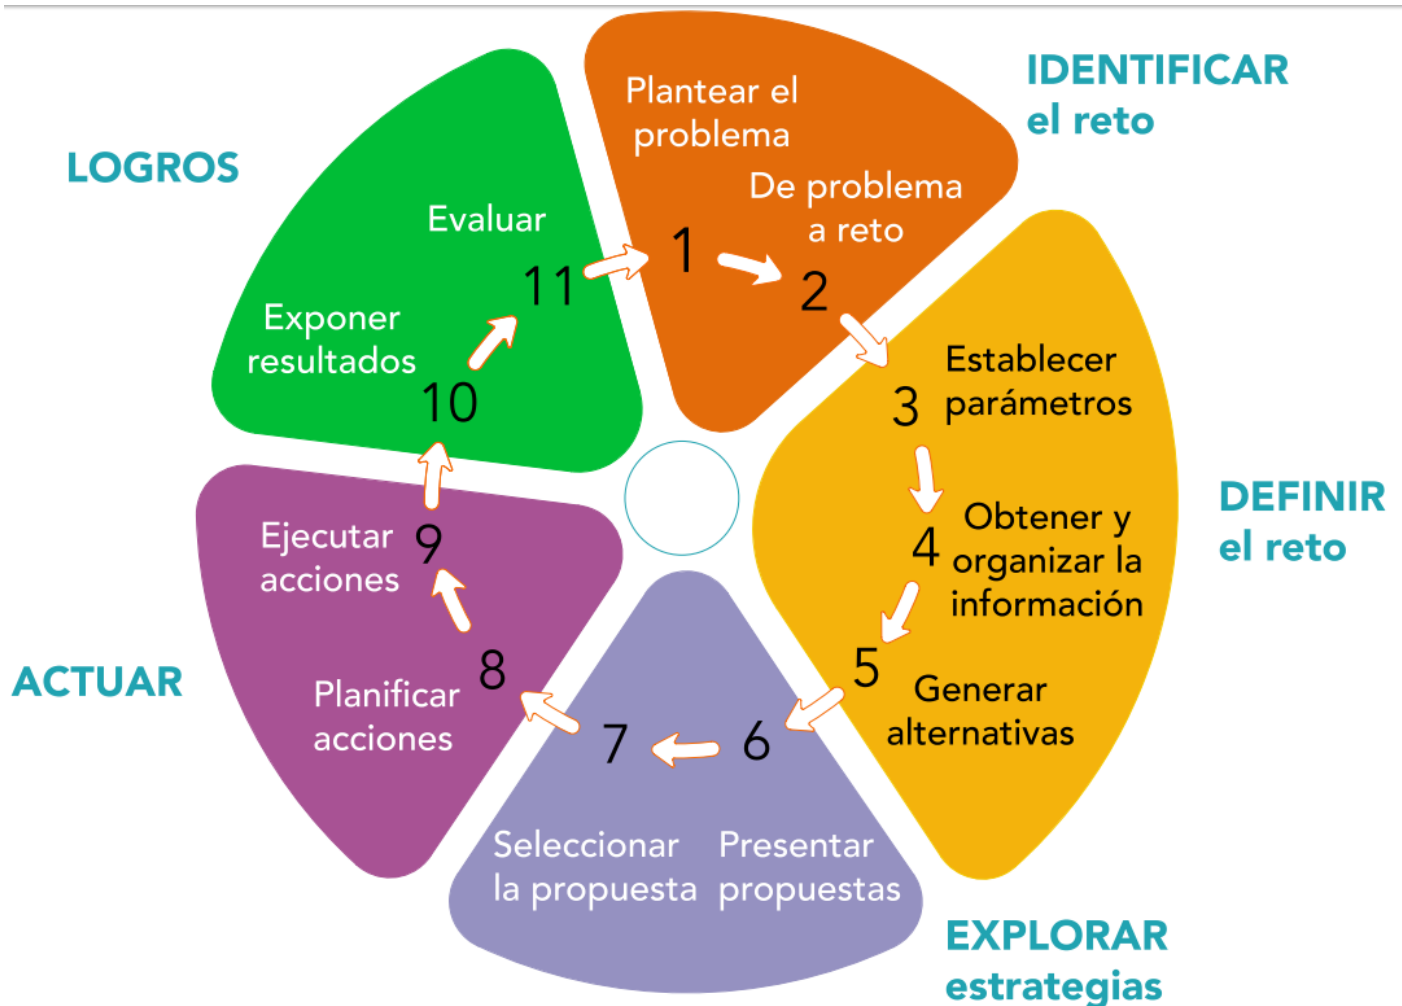 IDENTIFICAR
el reto
Plantear el
problema
1
De problema
a reto
2
DEFINIR
el reto
3
Establecer
parámetros
4
Obtener y
organizar la
información
5
Generar
alternativas
EXPLORAR
estrategias
6
Presentar
propuestas
7
Seleccionar
la propuesta
ACTUAR
8
Planificar
acciones
9
Ejecutar
acciones
LOGROS
10
Exponer
resultados
11
Evaluar